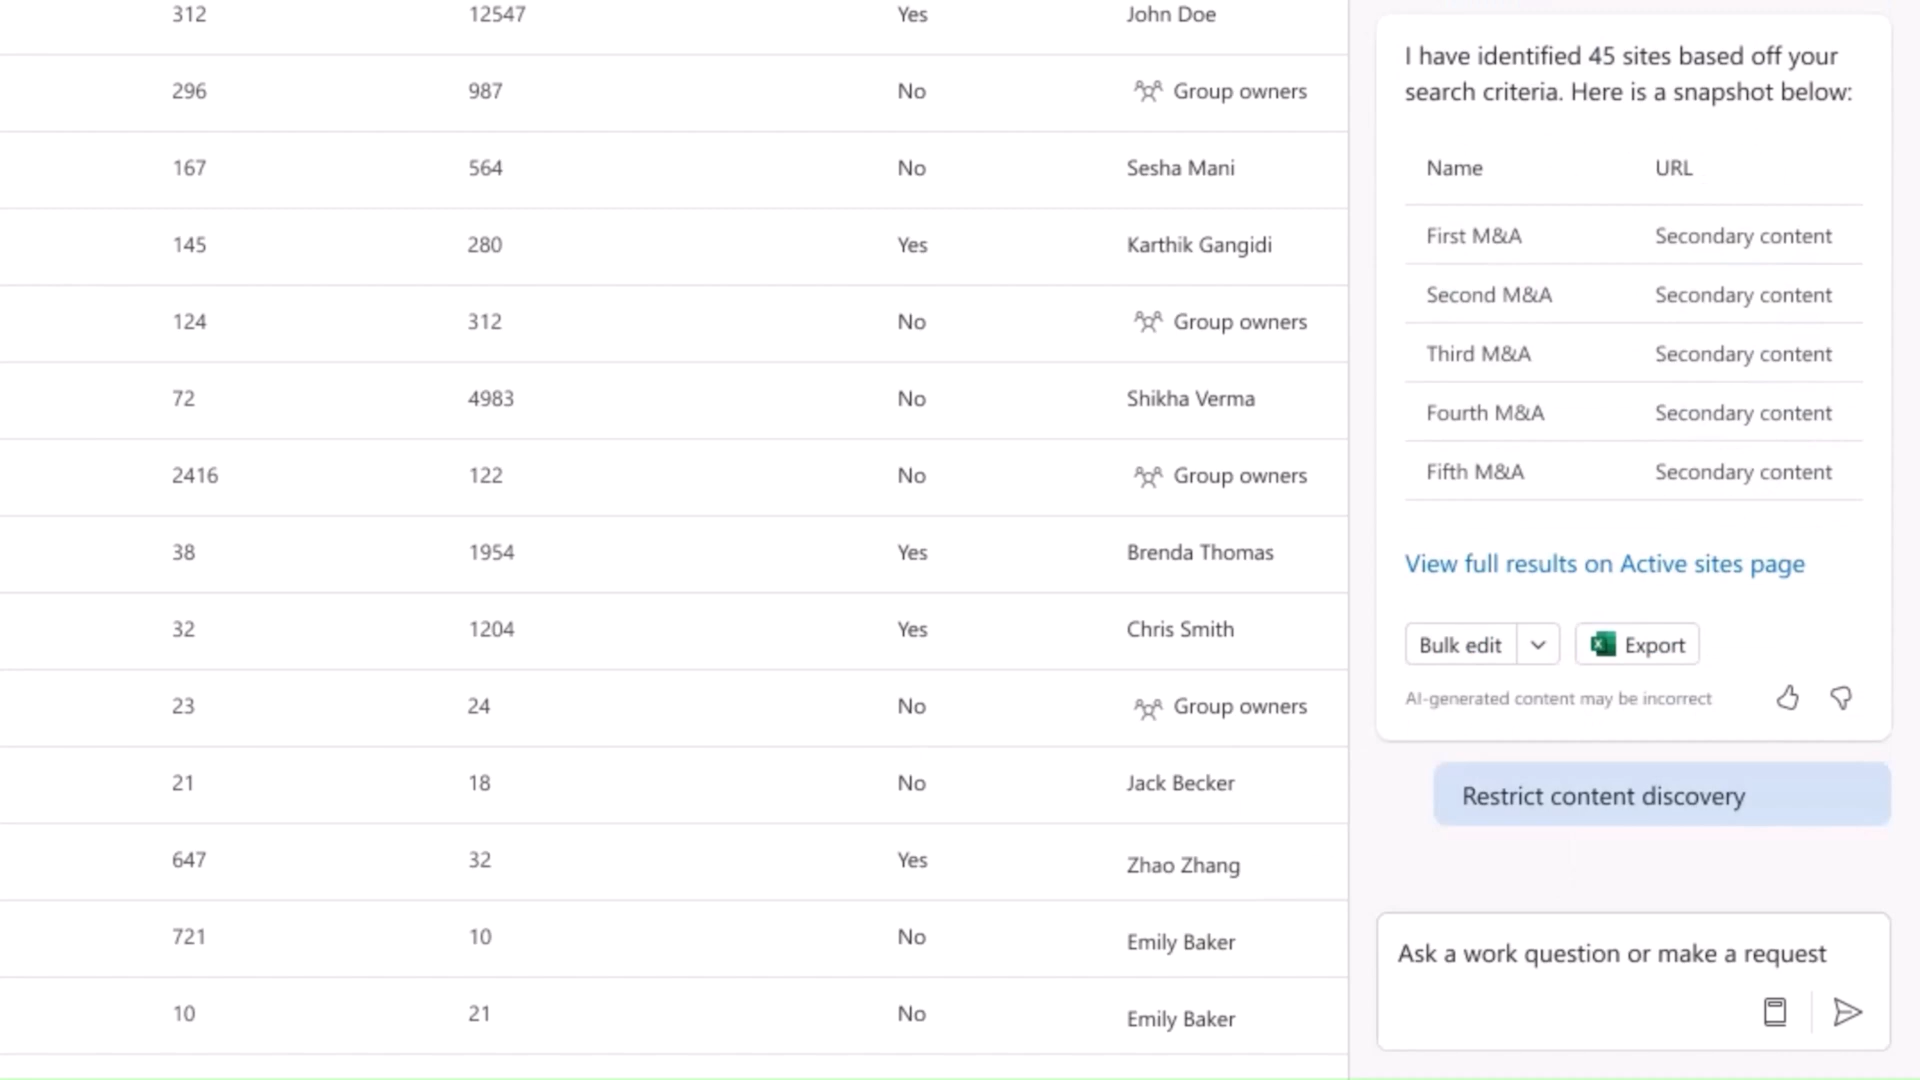 312 12547 Yes John Doe
296 987 No Group owners
167 564 No Sesha Mani
145 280 Yes Karthik Gangidi
124 312 No Group owners
72 4983 No Shikha Verma
2416 122 No Group owners
38 1954 Yes Brenda Thomas
32 1204 Yes Chris Smith
23 24 No Group owners
21 18 No Jack Becker
647 32 Yes Zhao Zhang
721 10 No Emily Baker
10 21 No Emily Baker
I have identified 45 sites based off your
search criteria. Here is a snapshot below:
Name URL
First M&A Secondary content
Second M&A Secondary content
Third M&A Secondary content
Fourth M&A Secondary content
Fifth M&A Secondary content
View full results on Active sites page
Bulk edit Export
AI-generated content may be incorrect
Restrict content discovery
Ask a work question or make a request